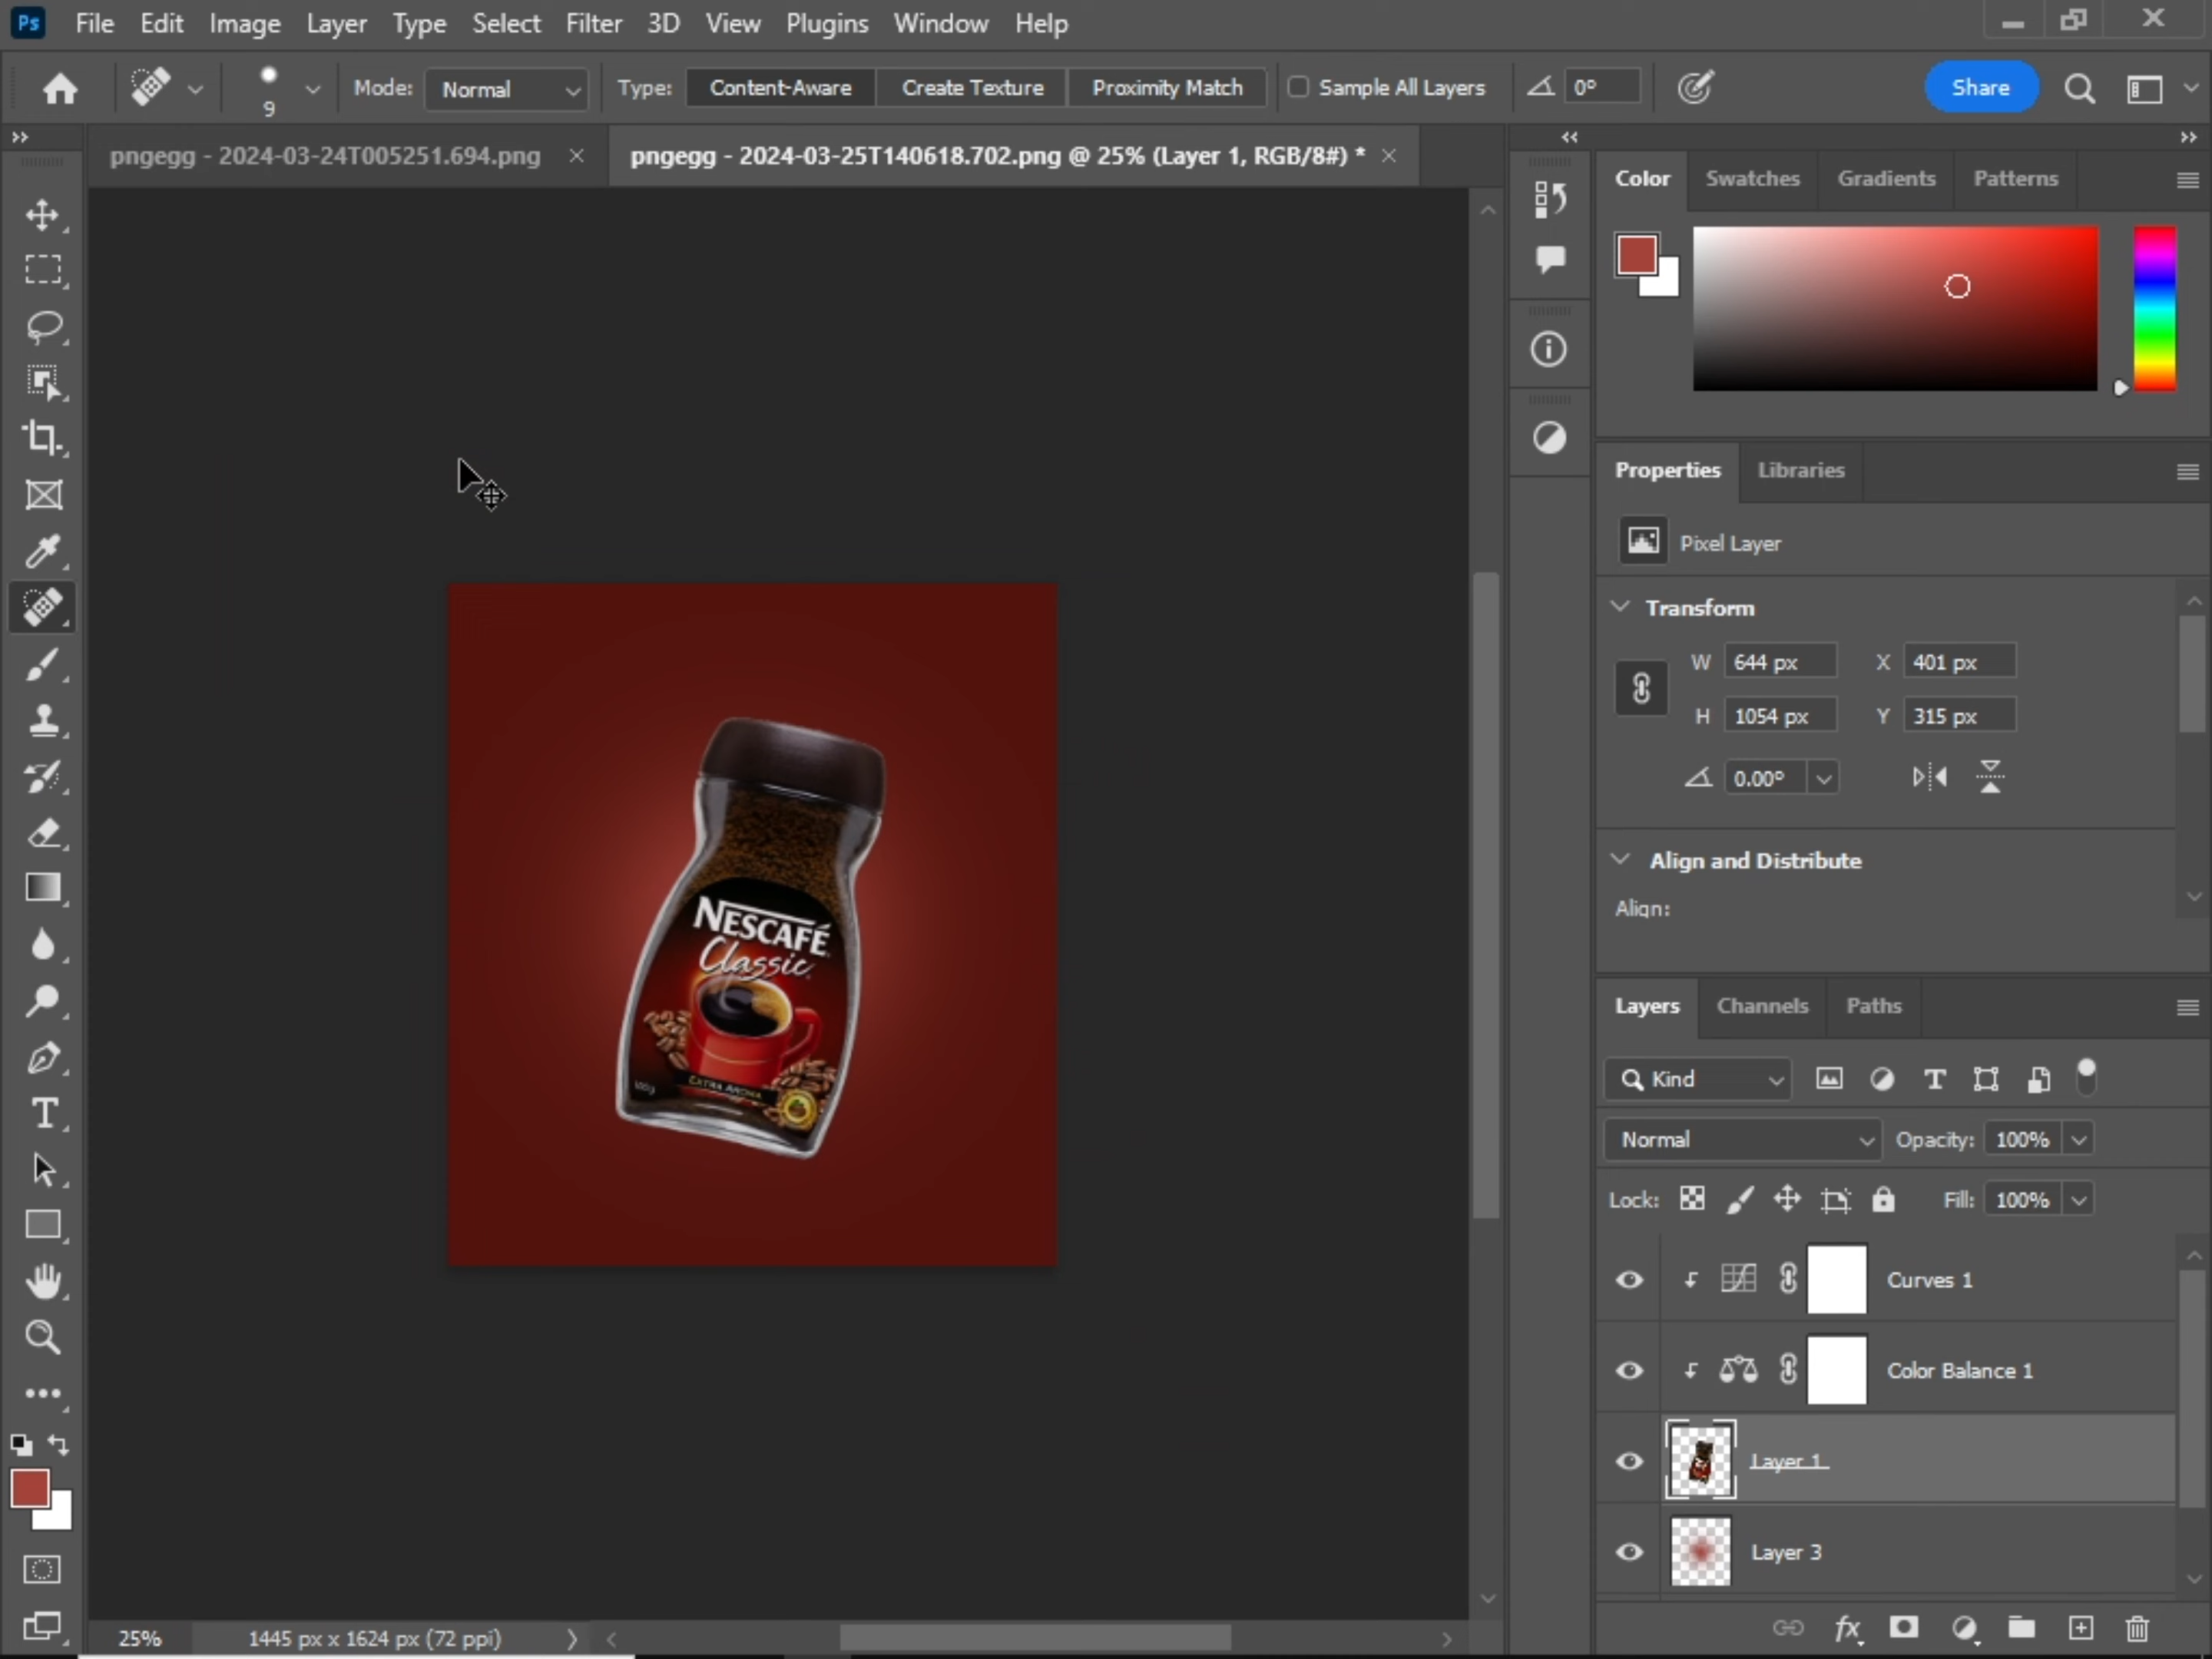 Ps File Edit Image Layer Type Select Filter 3D View Plugins Window Help
9 Mode: Normal Type: Content-Aware Create Texture Proximity Match Sample All Layers 0° Share
pngegg - 2024-03-24T005251.694.png pngegg - 2024-03-25T140618.702.png @ 25% (Layer 1, RGB/8#) *
Color Swatches Gradients Patterns
Properties Libraries
Pixel Layer
Transform
W 644 px X 401 px
H 1054 px Y 315 px
0.00°
Align and Distribute
Align:
NESCAFÉ
Classic
EXTRA AROMA
100g
Layers Channels Paths
Kind
Normal Opacity: 100%
Lock: Fill: 100%
Curves 1
Color Balance 1
Layer 1
Layer 3
fx
25% 1445 px x 1624 px (72 ppi)